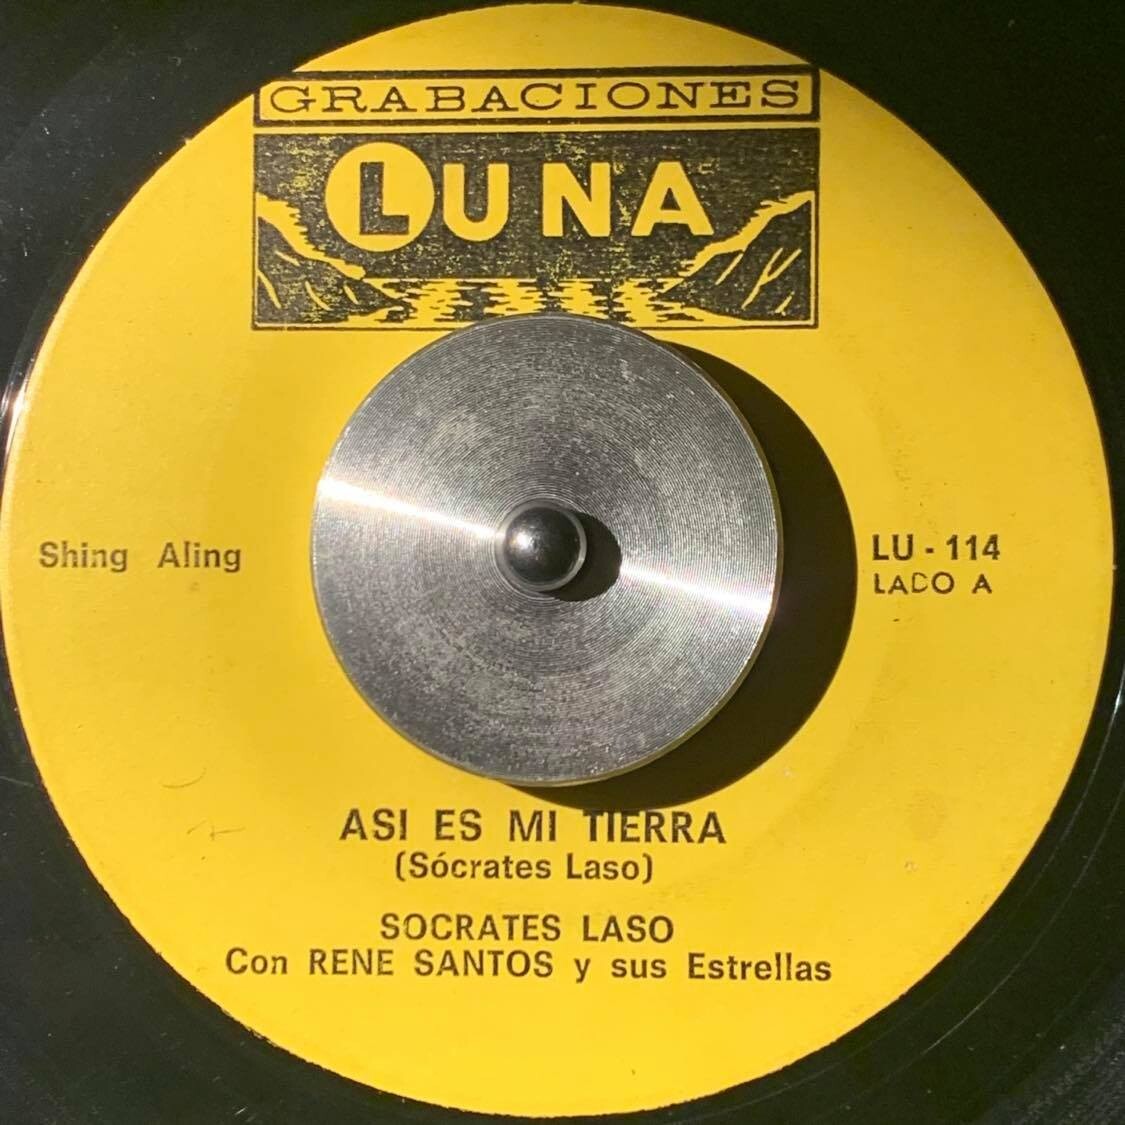 GRABACIONES
LUNA
Shing Aling
LU - 114
LADO A
ASI ES MI TIERRA
(Sócrates Laso)
SOCRATES LASO
Con RENE SANTOS y sus Estrellas